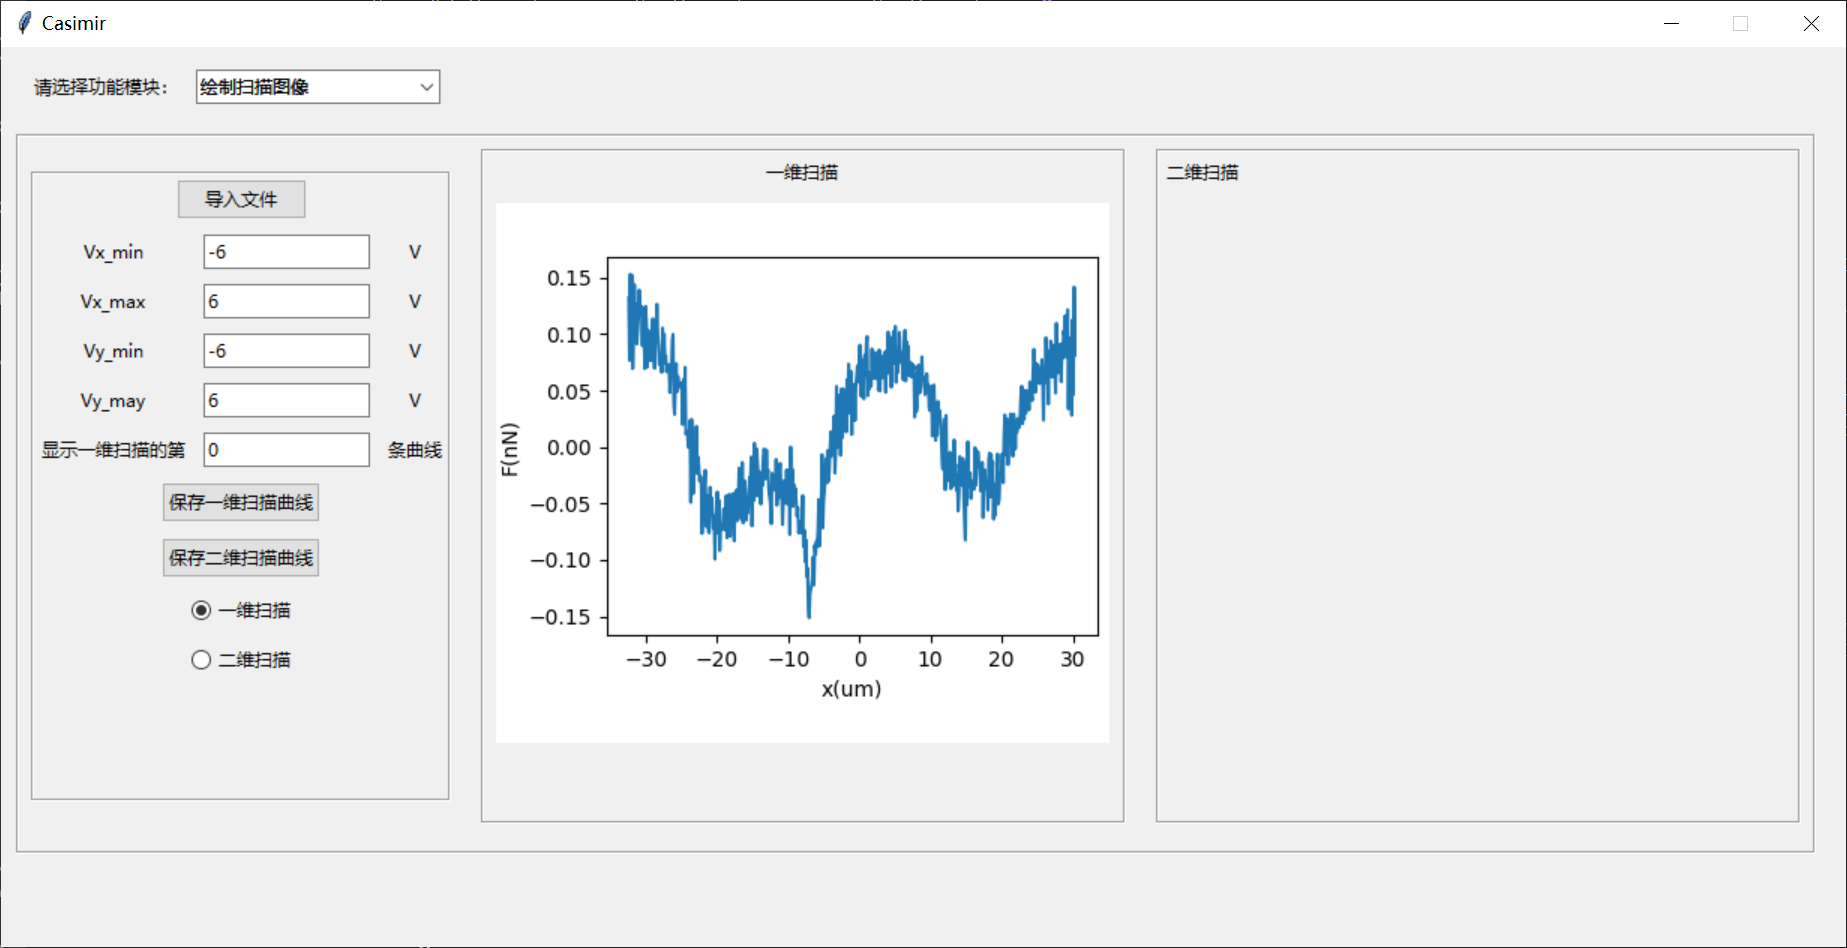 Casimir
请选择功能模块：
绘制扫描图像
导入文件
Vx_min -6 V
Vx_max 6 V
Vy_min -6 V
Vy_may 6 V
显示一维扫描的第 0 条曲线
保存一维扫描曲线
保存二维扫描曲线
一维扫描
二维扫描
一维扫描
0.15
0.10
0.05
0.00
−0.05
−0.10
−0.15
F(nN)
−30 −20 −10 0 10 20 30
x(um)
二维扫描